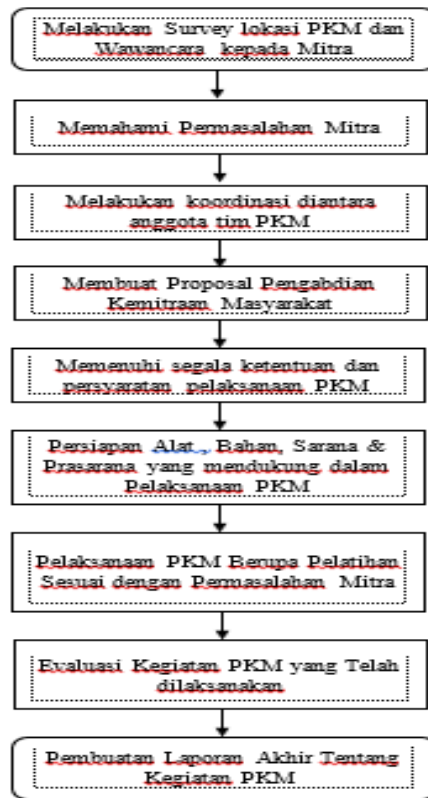 Melakukan Survey lokasi PKM dan
Wawancara kepada Mitra
Memahami Permasalahan Mitra
Melakukan koordinasi diantara
anggota tim PKM
Membuat Proposal Pengabdian
Kemitraan Masyarakat
Memenuhi segala ketentuan dan
persyaratan pelaksanaan PKM
Persiapan Alat , Bahan, Sarana &
Prasarana yang mendukung dalam
Pelaksanaan PKM
Pelaksanaan PKM Berupa Pelatihan
Sesuai dengan Permasalahan Mitra
Evaluasi Kegiatan PKM yang Telah
dilaksanakan
Pembuatan Laporan Akhir Tentang
Kegiatan PKM